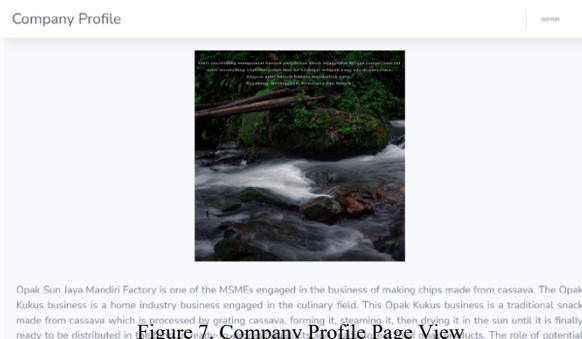 Company Profile
admin
Opak Sun Jaya Mandiri Factory is one of the MSMEs engaged in the business of making chips made from cassava. The Opak
Kukus business is a home industry business engaged in the culinary field. This Opak Kukus business is a traditional snack
made from cassava which is processed by grating cassava, forming it, steaming it, then drying it in the sun until it is finally
ready to be distributed in products. The role of potential
Figure 7. Company Profile Page View